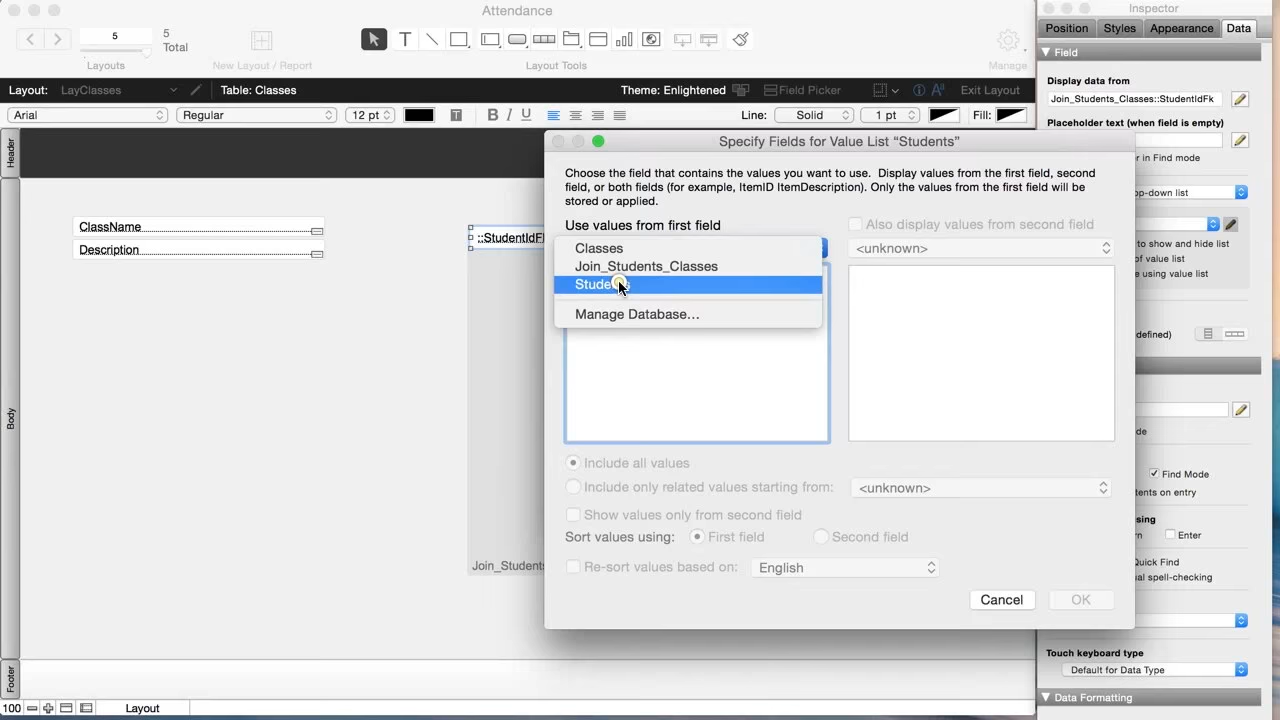 Attendance
5
5
Total
Layouts
New Layout / Report
Layout Tools
Manage
Layout: LayClasses
Table: Classes
Theme: Enlightened
Field Picker
Exit Layout
Arial
Regular
12 pt
T
B I U
Line:
Solid
1 pt
Fill:
Header
Body
Footer
ClassName
Description
::StudentIdF
Join_Students
100
Layout
Specify Fields for Value List “Students”
Choose the field that contains the values you want to use. Display values from the first field, second
field, or both fields (for example, ItemID ItemDescription). Only the values from the first field will be
stored or applied.
Use values from first field
Also display values from second field
<unknown>
Classes
Join_Students_Classes
Stude
Manage Database…
Include all values
Include only related values starting from:
<unknown>
Show values only from second field
Sort values using:
First field
Second field
Re-sort values based on:
English
Cancel
OK
Inspector
Position
Styles
Appearance
Data
Field
Display data from
Join_Students_Classes::StudentIdFk
Placeholder text (when field is empty)
r in Find mode
op-down list
to show and hide list
of value list
e using value list
defined)
de
Find Mode
tents on entry
sing
rn
Enter
Quick Find
al spell-checking
Touch keyboard type
Default for Data Type
Data Formatting